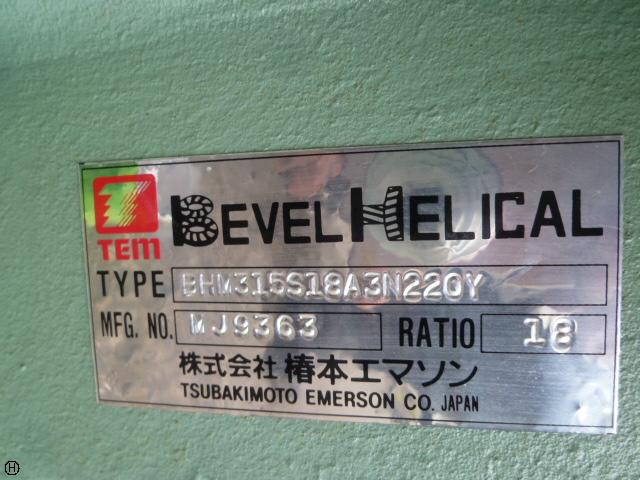 TEM
BEVEL HELICAL
TYPE BHM315S18A3N220Y
MFG. NO. MJ9363 RATIO 18
株式会社 椿本エマソン
TSUBAKIMOTO EMERSON CO. JAPAN
H